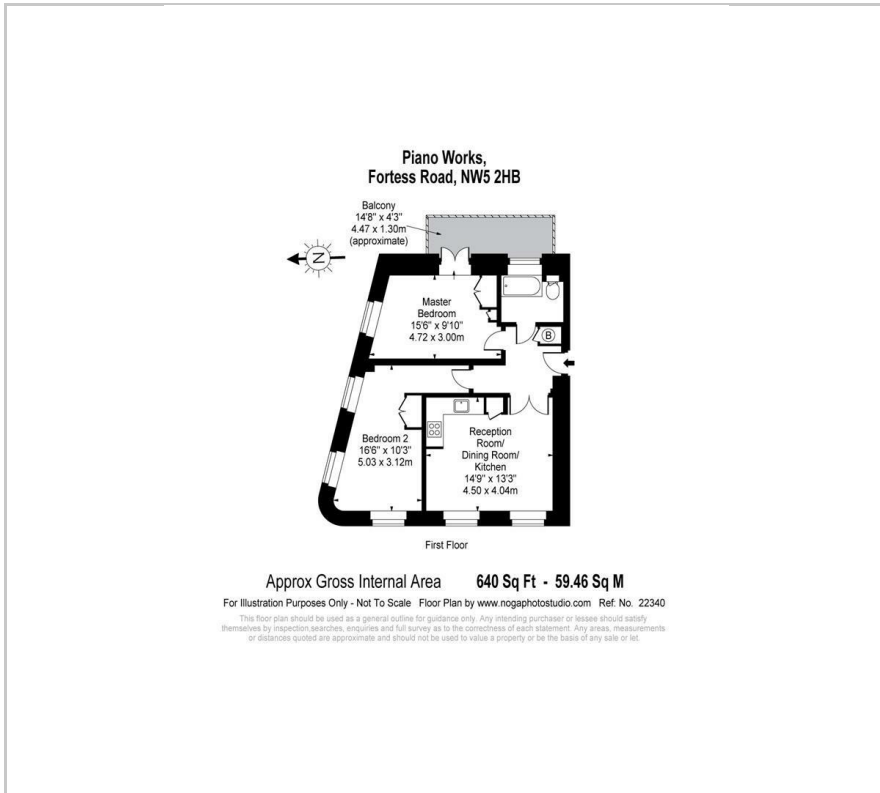 Piano Works,
Fortess Road, NW5 2HB
Balcony
14'8" x 4'3"
4.47 x 1.30m
(approximate)
N
Master
Bedroom
15'6" x 9'10"
4.72 x 3.00m
B
Bedroom 2
16'6" x 10'3"
5.03 x 3.12m
Reception
Room/
Dining Room/
Kitchen
14'9" x 13'3"
4.50 x 4.04m
First Floor
Approx Gross Internal Area 640 Sq Ft - 59.46 Sq M
For Illustration Purposes Only - Not To Scale Floor Plan by www.nogaphotostudio.com Ref: No. 22340
This floor plan should be used as a general outline for guidance only. Any intending purchaser or lessee should satisfy
themselves by inspection,searches, enquiries and full survey as to the correctness of each statement. Any areas, measurements
or distances quoted are approximate and should not be used to value a property or be the basis of any sale or let.